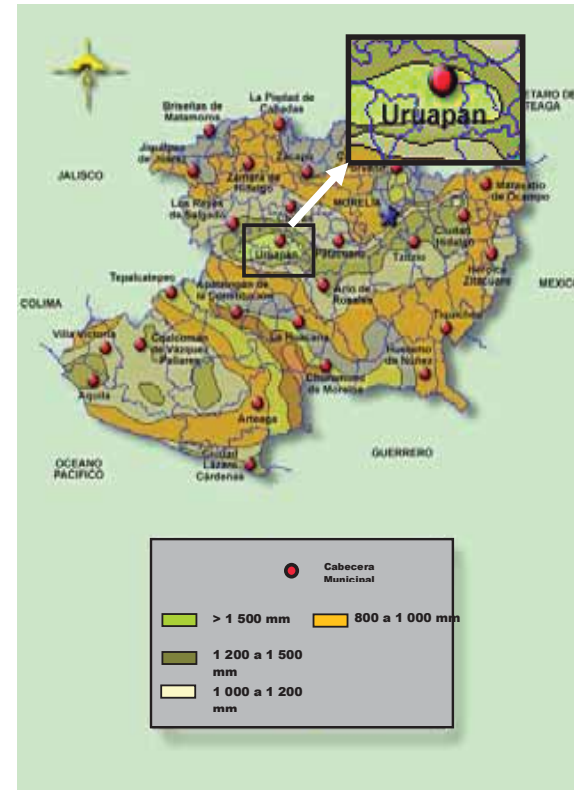 Uruapan
ETARO DE
TEAGA
La Piedad de
Cabadas
Briseñas de
Matamoros
Jiquilpan
de Juárez
Zacapu
JALISCO
Zamora de
Hidalgo
Maravatío
de Ocampo
Los Reyes
de Salgado
MORELIA
Ciudad
Hidalgo
Uruapan
Pátzcuaro
Tzitzio
Heroica
Zitácuaro
Tepalcatepec
Apatzingán de
la Constitución
Ario de
Rosales
MEXICO
COLIMA
Tiquicheo
Villa Victoria
Coalcomán
de Vázquez
Pallares
La Huacana
Huetamo
de Núñez
Churumuco
de Morelos
Aquila
Arteaga
GUERRERO
OCEANO
PACIFICO
Ciudad
Lázaro
Cárdenas
Cabecera
Municipal
> 1 500 mm
800 a 1 000 mm
1 200 a 1 500
mm
1 000 a 1 200
mm